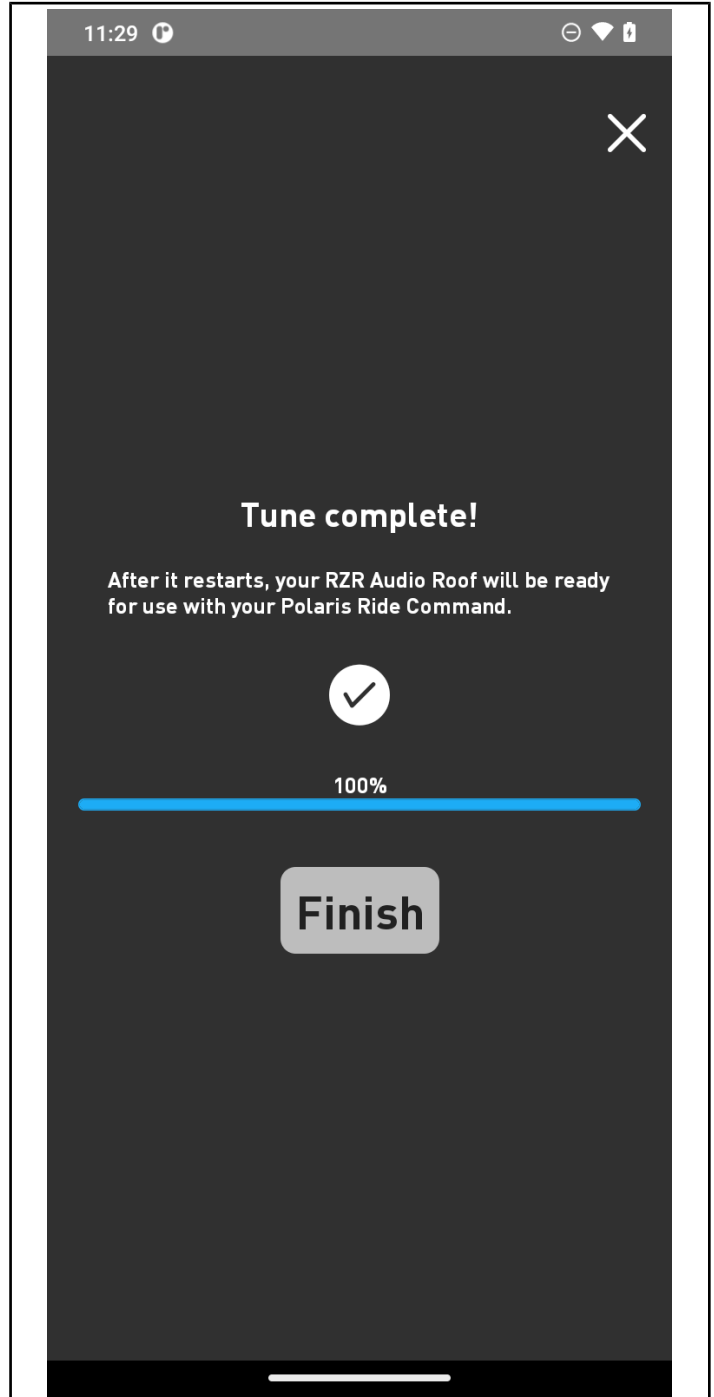 11:29
Tune complete!
After it restarts, your RZR Audio Roof will be ready
for use with your Polaris Ride Command.
100%
Finish